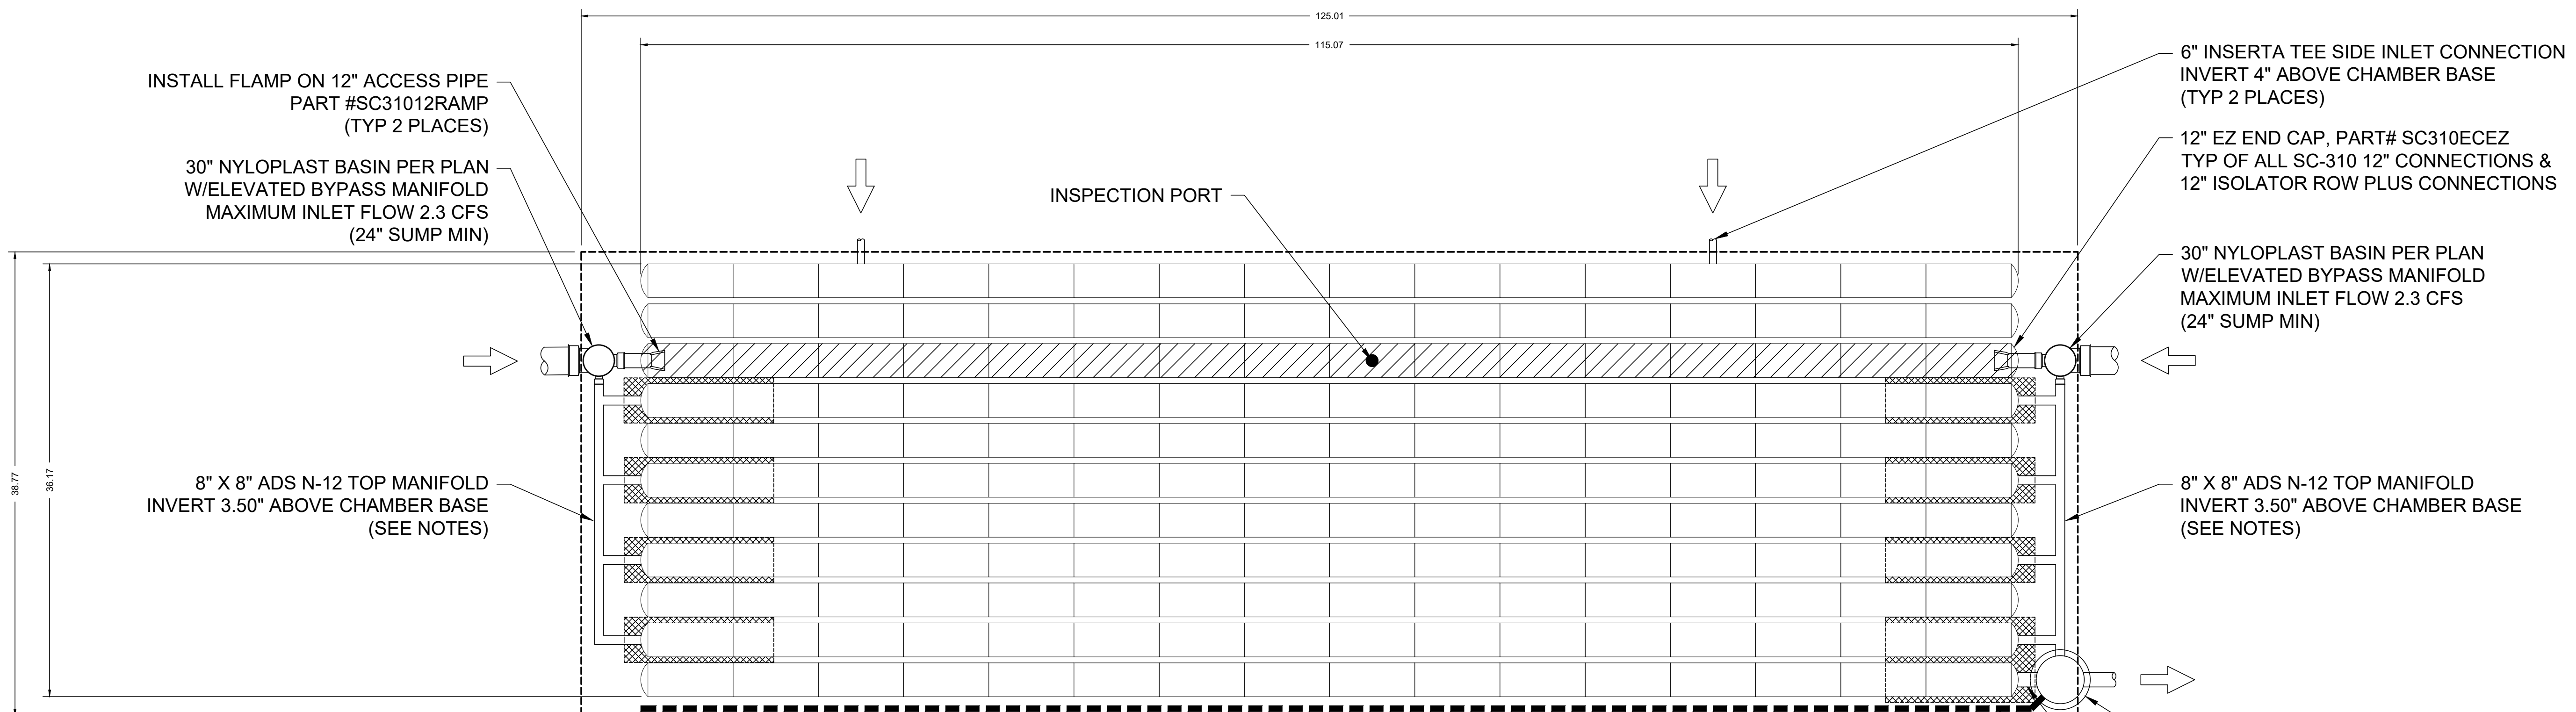 125.01
115.07
INSTALL FLAMP ON 12" ACCESS PIPE
PART #SC31012RAMP
(TYP 2 PLACES)
30" NYLOPLAST BASIN PER PLAN
W/ELEVATED BYPASS MANIFOLD
MAXIMUM INLET FLOW 2.3 CFS
(24" SUMP MIN)
INSPECTION PORT
6" INSERTA TEE SIDE INLET CONNECTION
INVERT 4" ABOVE CHAMBER BASE
(TYP 2 PLACES)
12" EZ END CAP, PART# SC310ECEZ
TYP OF ALL SC-310 12" CONNECTIONS &
12" ISOLATOR ROW PLUS CONNECTIONS
30" NYLOPLAST BASIN PER PLAN
W/ELEVATED BYPASS MANIFOLD
MAXIMUM INLET FLOW 2.3 CFS
(24" SUMP MIN)
38.77
36.17
8" X 8" ADS N-12 TOP MANIFOLD
INVERT 3.50" ABOVE CHAMBER BASE
(SEE NOTES)
8" X 8" ADS N-12 TOP MANIFOLD
INVERT 3.50" ABOVE CHAMBER BASE
(SEE NOTES)